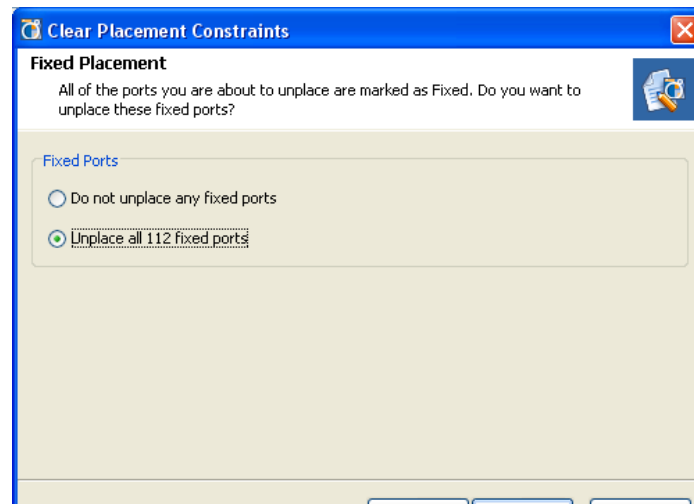 Clear Placement Constraints
Fixed Placement
All of the ports you are about to unplace are marked as Fixed. Do you want to
unplace these fixed ports?
Fixed Ports
Do not unplace any fixed ports
Unplace all 112 fixed ports